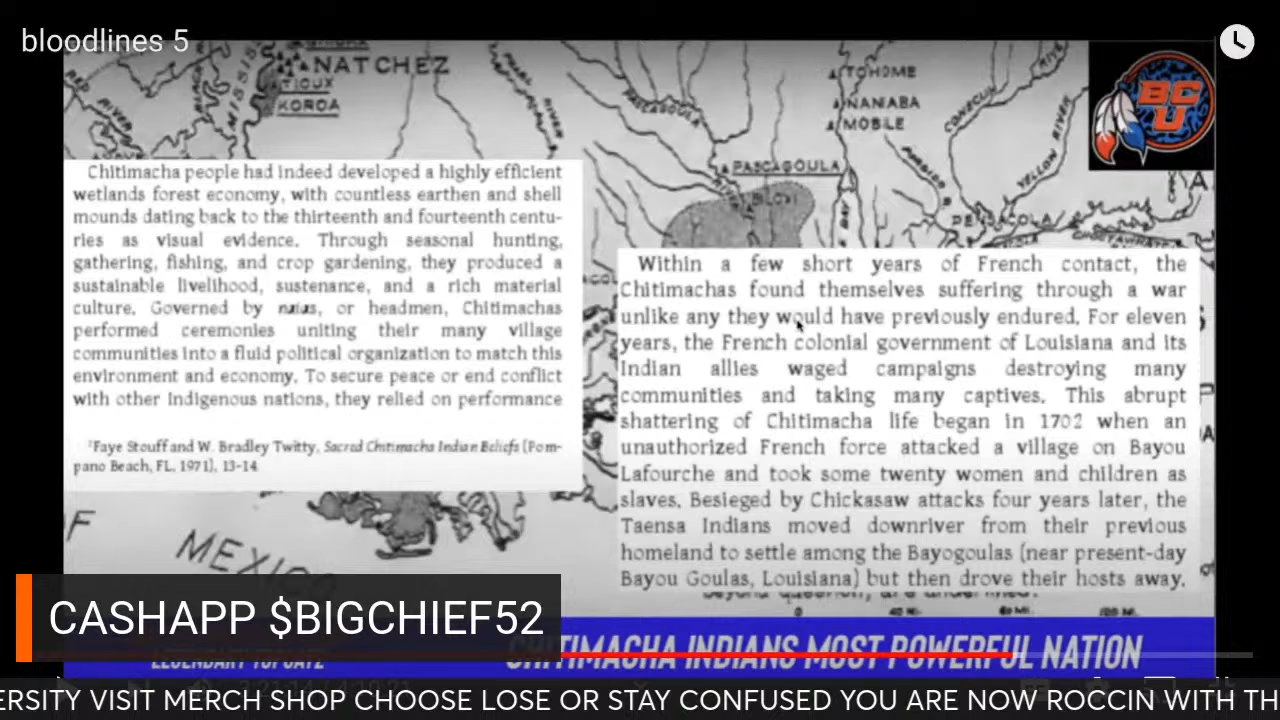 bloodlines 5
NATCHEZ
TIOUX
KOROA
RED RIVER
PASCAGOULA
RIVER
TOHOME
NANIABA
MOBILE
CONECUH
RIVER
YELLOW RIVER
BCU
PASCAGOULA
BILOXI
PENSACOLA
Chitimacha people had indeed developed a highly efficient
wetlands forest economy, with countless earthen and shell
mounds dating back to the thirteenth and fourteenth centu-
ries as visual evidence. Through seasonal hunting,
gathering, fishing, and crop gardening, they produced a
sustainable livelihood, sustenance, and a rich material
culture. Governed by naias, or headmen, Chitimachas
performed ceremonies uniting their many village
communities into a fluid political organization to match this
environment and economy. To secure peace or end conflict
with other Indigenous nations, they relied on performance
²Faye Stouff and W. Bradley Twitty, Sacred Chitimacha Indian Beliefs (Pom-
pano Beach, FL, 1971), 13-14.
Within a few short years of French contact, the
Chitimachas found themselves suffering through a war
unlike any they would have previously endured. For eleven
years, the French colonial government of Louisiana and its
Indian allies waged campaigns destroying many
communities and taking many captives. This abrupt
shattering of Chitimacha life began in 1702 when an
unauthorized French force attacked a village on Bayou
Lafourche and took some twenty women and children as
slaves. Besieged by Chickasaw attacks four years later, the
Taensa Indians moved downriver from their previous
homeland to settle among the Bayogoulas (near present-day
Bayou Goulas, Louisiana) but then drove their hosts away.
F
MEXICO
CASHAPP $BIGCHIEF52
CHITIMACHA INDIANS MOST POWERFUL NATION
ERSITY VISIT MERCH SHOP CHOOSE LOSE OR STAY CONFUSED YOU ARE NOW ROCCIN WITH TH